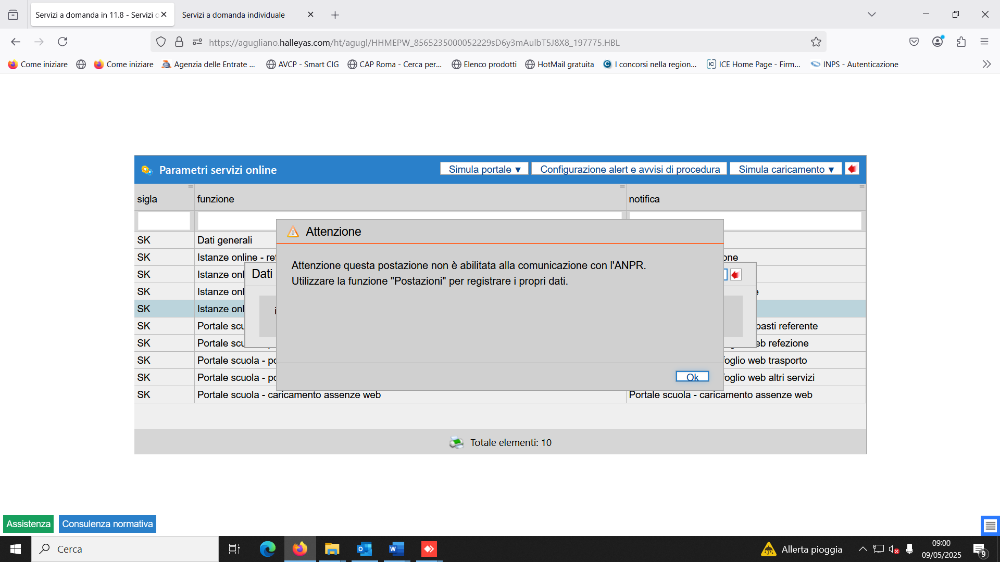 Servizi a domanda in 11.8 - Servizi
Servizi a domanda individuale
https://agugliano.halleyas.com/ht/agugl/HHMEPW_8565235000052229sD6y3mAulbT5J8X8_197775.HBL
Come iniziare
Come iniziare
Agenzia delle Entrate ...
AVCP - Smart CIG
CAP Roma - Cerca per...
Elenco prodotti
HotMail gratuita
I concorsi nella region...
ICE Home Page - Firm...
INPS - Autenticazione
Parametri servizi online
Simula portale ▼
Configurazione alert e avvisi di procedura
Simula caricamento ▼
sigla
funzione
notifica
Attenzione
Attenzione questa postazione non è abilitata alla comunicazione con l'ANPR.
Utilizzare la funzione "Postazioni" per registrare i propri dati.
Ok
SK
Dati generali
SK
Istanze online - ref
one
SK
Istanze onl
Dati
SK
Istanze onl
e
SK
Istanze onl
i
SK
Portale scu
pasti referente
SK
Portale scu
eb refezione
SK
Portale scuola - po
foglio web trasporto
SK
Portale scuola - po
foglio web altri servizi
SK
Portale scuola - caricamento assenze web
Portale scuola - caricamento assenze web
Totale elementi: 10
Assistenza
Consulenza normativa
Cerca
Allerta pioggia
09:00
09/05/2025
9